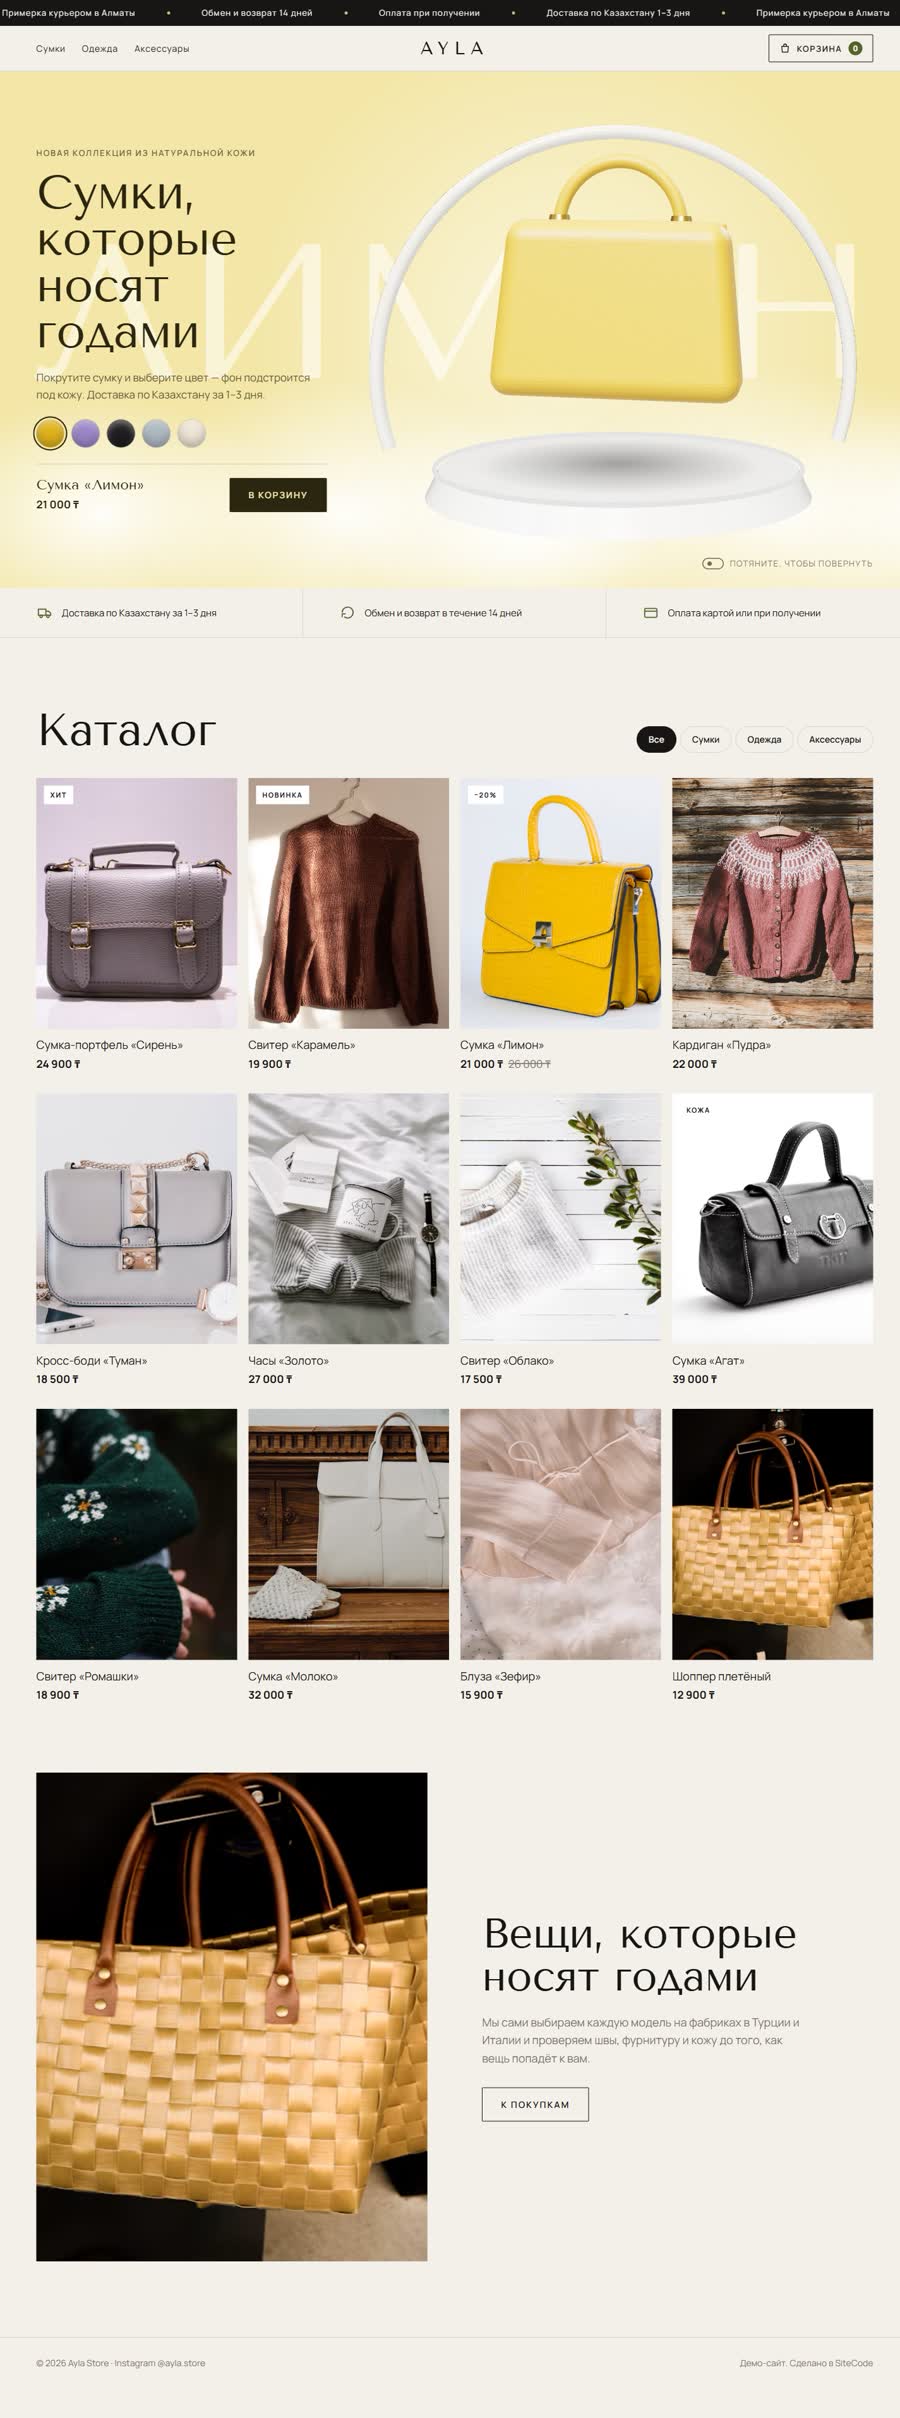 Примерка курьером в Алматы • Обмен и возврат 14 дней • Оплата при получении • Доставка по Казахстану 1–3 дня • Примерка курьером в Алматы
Сумки Одежда Аксессуары
AYLA
КОРЗИНА 0
НОВАЯ КОЛЛЕКЦИЯ ИЗ НАТУРАЛЬНОЙ КОЖИ
Сумки,
которые
носят
годами
Покрутите сумку и выберите цвет — фон подстроится
под кожу. Доставка по Казахстану за 1–3 дня.
Сумка «Лимон»
21 000 ₸
В КОРЗИНУ
ПОТЯНИТЕ, ЧТОБЫ ПОВЕРНУТЬ
Доставка по Казахстану за 1–3 дня
Обмен и возврат в течение 14 дней
Оплата картой или при получении
Каталог
Все Сумки Одежда Аксессуары
ХИТ
НОВИНКА
−20%
Сумка-портфель «Сирень»
24 900 ₸
Свитер «Карамель»
19 900 ₸
Сумка «Лимон»
21 000 ₸ 26 000 ₸
Кардиган «Пудра»
22 000 ₸
КОЖА
Кросс-боди «Туман»
18 500 ₸
Часы «Золото»
27 000 ₸
Свитер «Облако»
17 500 ₸
Сумка «Агат»
39 000 ₸
Свитер «Ромашки»
18 900 ₸
Сумка «Молоко»
32 000 ₸
Блуза «Зефир»
15 900 ₸
Шоппер плетёный
12 900 ₸
Вещи, которые
носят годами
Мы сами выбираем каждую модель на фабриках в Турции и
Италии и проверяем швы, фурнитуру и кожу до того, как
вещь попадёт к вам.
К ПОКУПКАМ
© 2026 Ayla Store · Instagram @ayla.store
Демо-сайт. Сделано в SiteCode